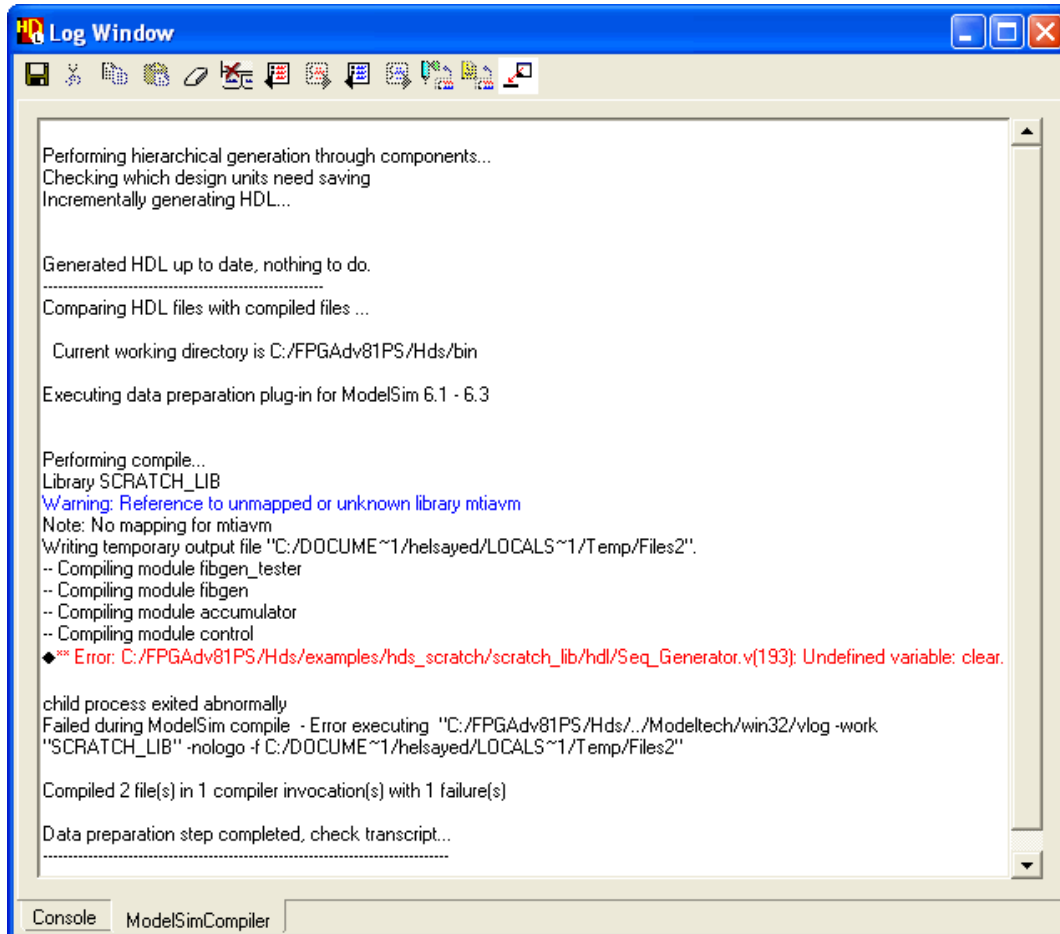 Log Window
Performing hierarchical generation through components...
Checking which design units need saving
Incrementally generating HDL...
Generated HDL up to date, nothing to do.
--------------------------------------------------------
Comparing HDL files with compiled files ...
Current working directory is C:/FPGAdv81PS/Hds/bin
Executing data preparation plug-in for ModelSim 6.1 - 6.3
Performing compile...
Library SCRATCH_LIB
Warning: Reference to unmapped or unknown library mtiavm
Note: No mapping for mtiavm
Writing temporary output file "C:/DOCUME~1/helsayed/LOCALS~1/Temp/Files2".
-- Compiling module fibgen_tester
-- Compiling module fibgen
-- Compiling module accumulator
-- Compiling module control
◆** Error: C:/FPGAdv81PS/Hds/examples/hds_scratch/scratch_lib/hdl/Seq_Generator.v(193): Undefined variable: clear.
child process exited abnormally
Failed during ModelSim compile - Error executing "C:/FPGAdv81PS/Hds/../Modeltech/win32/vlog -work
"SCRATCH_LIB" -nologo -f C:/DOCUME~1/helsayed/LOCALS~1/Temp/Files2"
Compiled 2 file(s) in 1 compiler invocation(s) with 1 failure(s)
Data preparation step completed, check transcript...
---------------------------------------------------------------------------------
Console
ModelSimCompiler